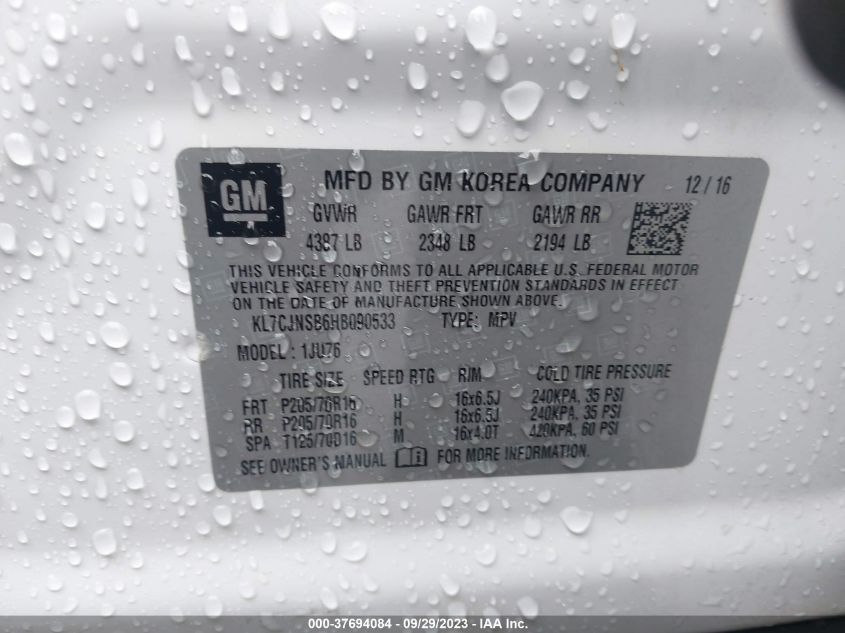 GM
MFD BY GM KOREA COMPANY 12/16
GVWR GAWR FRT GAWR RR
4387 LB 2348 LB 2194 LB
THIS VEHICLE CONFORMS TO ALL APPLICABLE U.S. FEDERAL MOTOR
VEHICLE SAFETY AND THEFT PREVENTION STANDARDS IN EFFECT
ON THE DATE OF MANUFACTURE SHOWN ABOVE.
KL7CJNSB6HB090533 TYPE: MPV
MODEL: 1JU76
TIRE SIZE SPEED RTG RIM COLD TIRE PRESSURE
FRT P205/70R16 H 16x6.5J 240KPA, 35 PSI
RR P205/70R16 H 16x6.5J 240KPA, 35 PSI
SPA T125/70D16 M 16x4.0T 420KPA, 60 PSI
SEE OWNER'S MANUAL FOR MORE INFORMATION.
000-37694084 - 09/29/2023 - IAA Inc.